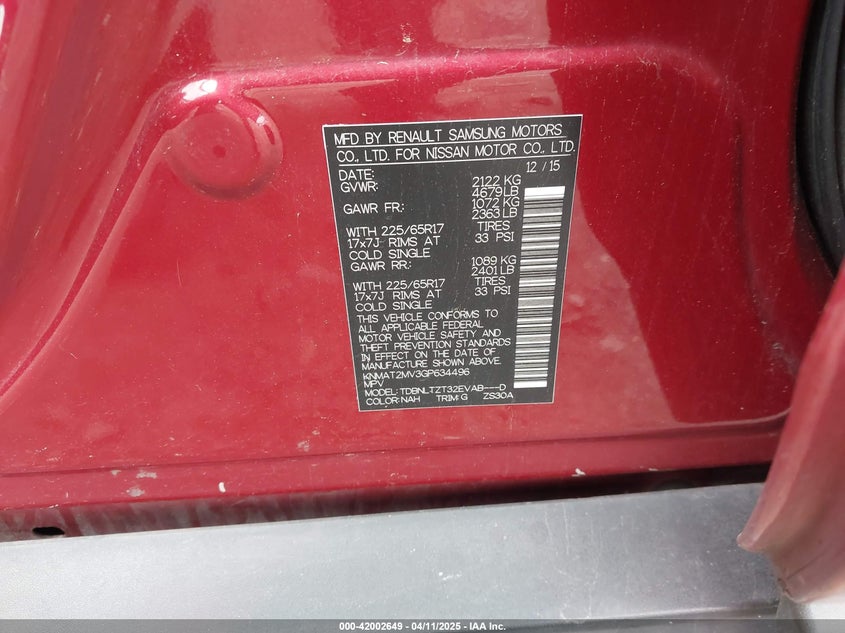 MFD BY RENAULT SAMSUNG MOTORS
CO., LTD. FOR NISSAN MOTOR CO., LTD.
DATE: 12 / 15
GVWR: 2122 KG
4679 LB
GAWR FR: 1072 KG
2363 LB
WITH 225/65R17 TIRES
17x7J RIMS AT 33 PSI
COLD SINGLE
GAWR RR: 1089 KG
2401 LB
WITH 225/65R17 TIRES
17x7J RIMS AT 33 PSI
COLD SINGLE
THIS VEHICLE CONFORMS TO
ALL APPLICABLE FEDERAL
MOTOR VEHICLE SAFETY AND
THEFT PREVENTION STANDARDS
IN EFFECT ON THE DATE OF
MANUFACTURE SHOWN ABOVE.
KNMAT2MV3GP634496
MPV
MODEL: TDBNLTZT32EVAB---D
COLOR: NAH TRIM: G ZS30A
000-42002649 - 04/11/2025 - IAA Inc.